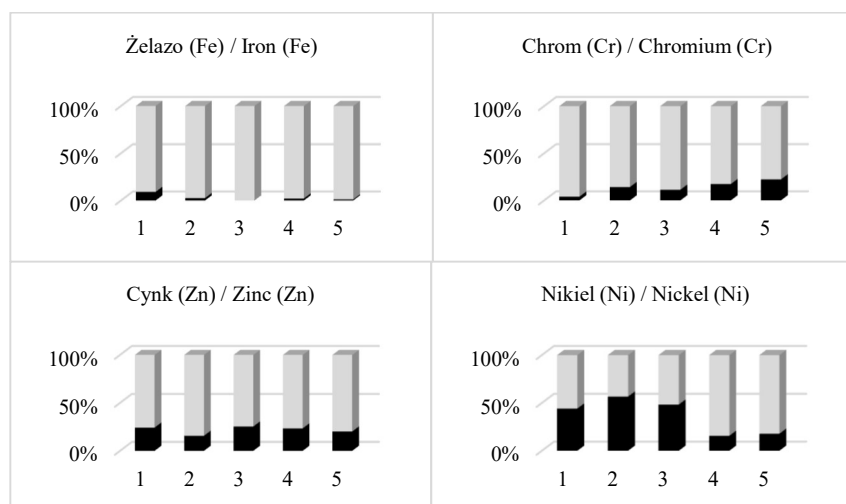 Żelazo (Fe) / Iron (Fe)
100%
50%
0%
1 2 3 4 5
Chrom (Cr) / Chromium (Cr)
100%
50%
0%
1 2 3 4 5
Cynk (Zn) / Zinc (Zn)
100%
50%
0%
1 2 3 4 5
Nikiel (Ni) / Nickel (Ni)
100%
50%
0%
1 2 3 4 5